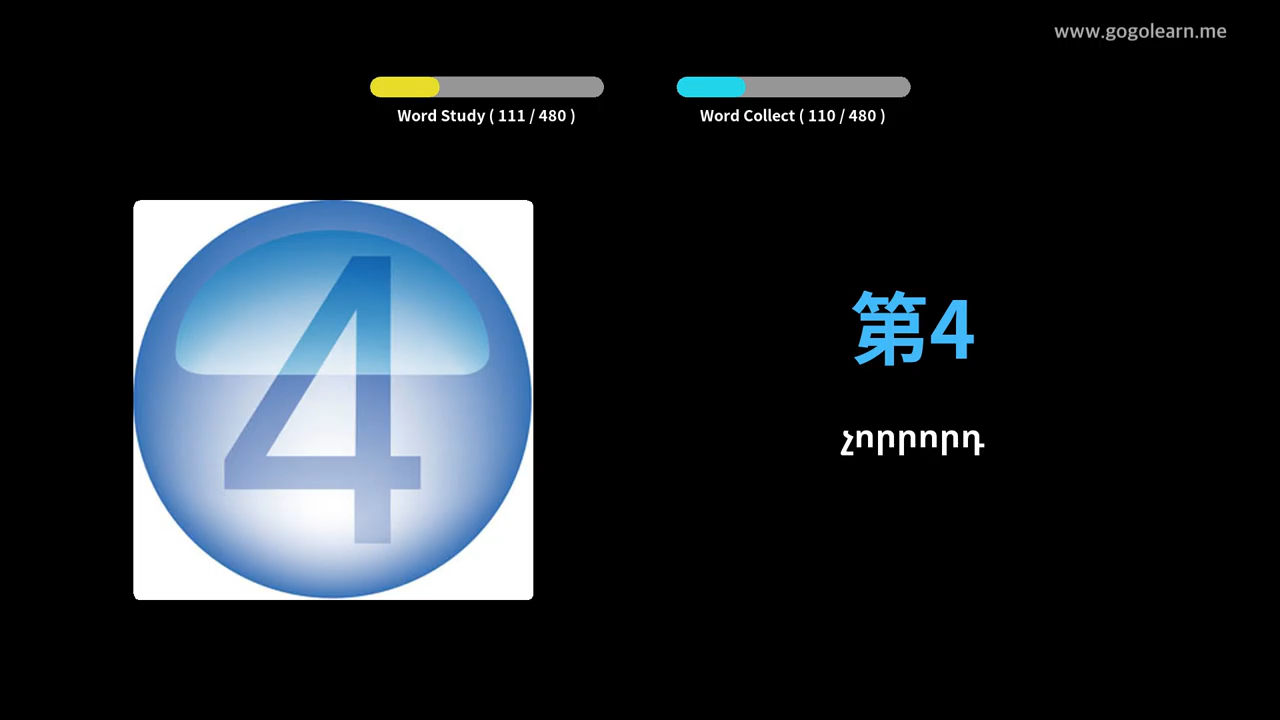 www.gogolearn.me
Word Study ( 111 / 480 )
Word Collect ( 110 / 480 )
4
第4
չորրորդ